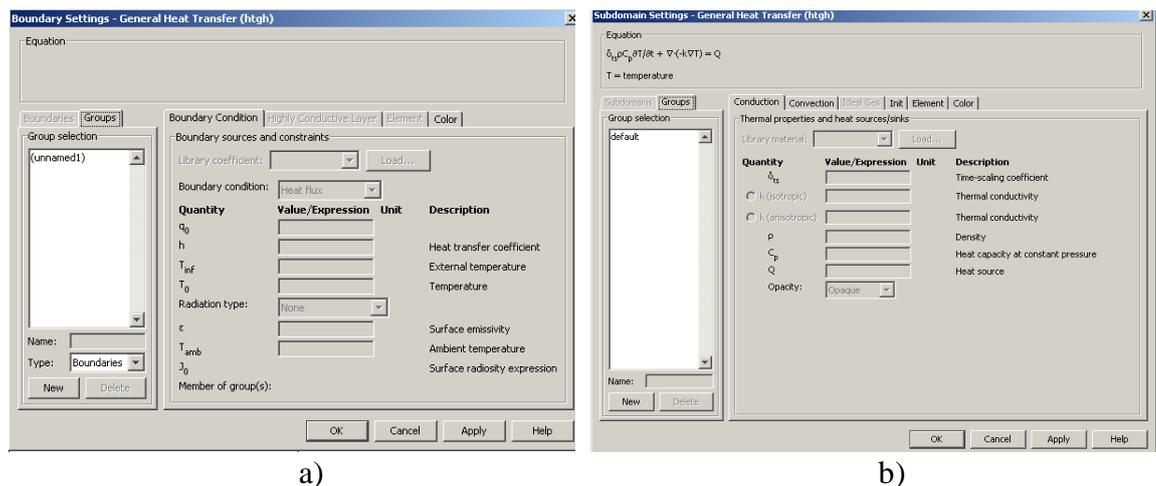 Boundary Settings - General Heat Transfer (htgh)
Equation
Boundaries Groups
Group selection
(unnamed1)
Name:
Type: Boundaries
New Delete
Boundary Condition Highly Conductive Layer Element Color
Boundary sources and constraints
Library coefficient: Load...
Boundary condition: Heat flux
Quantity Value/Expression Unit Description
q₀
h Heat transfer coefficient
T_inf External temperature
T₀ Temperature
Radiation type: None
ε Surface emissivity
T_amb Ambient temperature
J₀ Surface radiosity expression
Member of group(s):
OK Cancel Apply Help
a)
Subdomain Settings - General Heat Transfer (htgh)
Equation
δ_tsρC_p∂T/∂t + ∇·(-k∇T) = Q
T = temperature
Subdomains Groups
Group selection
default
Name:
New Delete
Conduction Convection Ideal Gas Init Element Color
Thermal properties and heat sources/sinks
Library material: Load...
Quantity Value/Expression Unit Description
δ_ts Time-scaling coefficient
k (isotropic) Thermal conductivity
k (anisotropic) Thermal conductivity
ρ Density
C_p Heat capacity at constant pressure
Q Heat source
Opacity: Opaque
OK Cancel Apply Help
b)